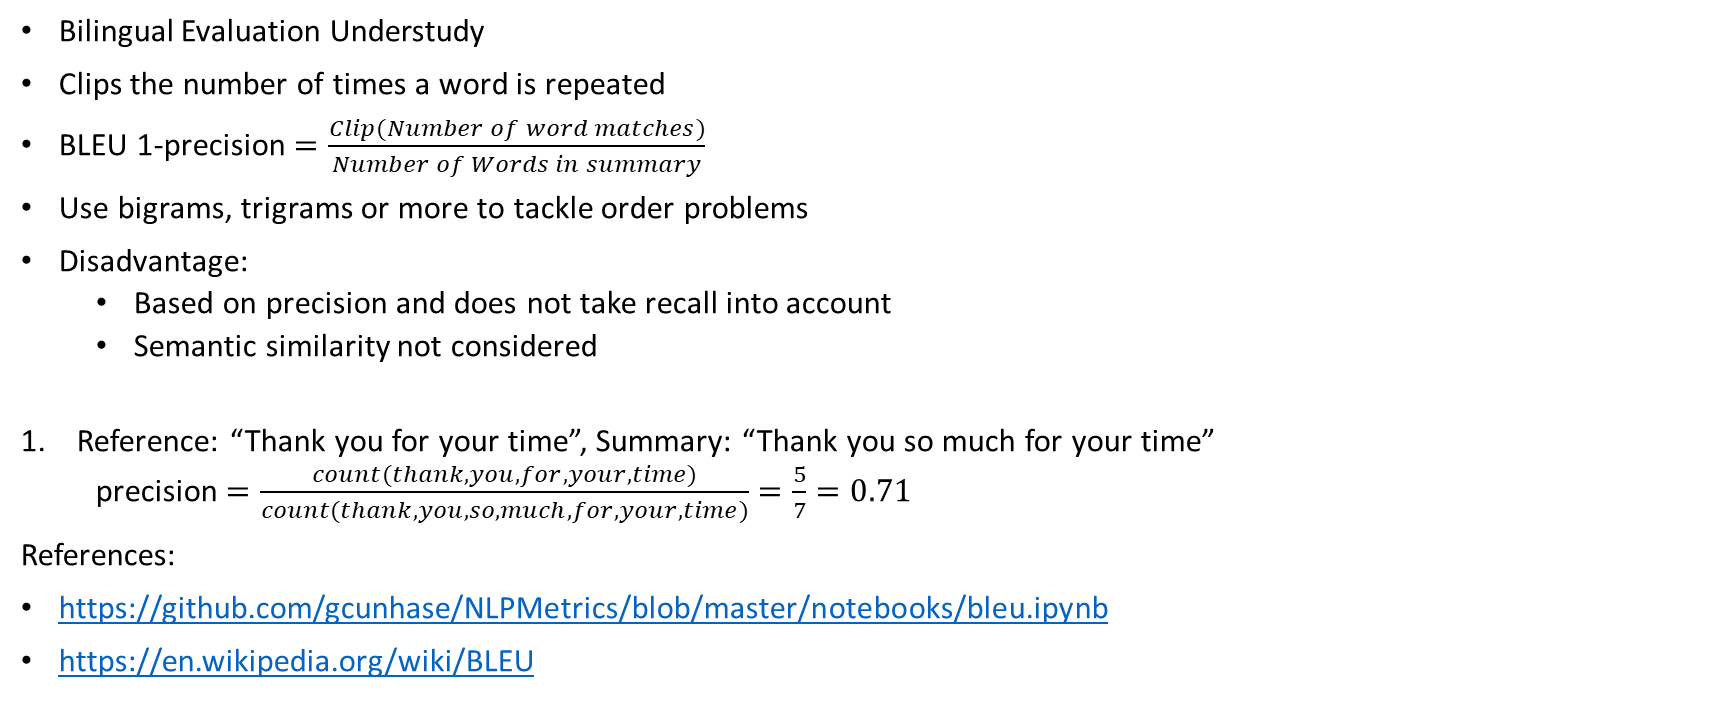 • Bilingual Evaluation Understudy
• Clips the number of times a word is repeated
• BLEU 1-precision = \frac{Clip(Number of word matches)}{Number of Words in summary}
• Use bigrams, trigrams or more to tackle order problems
• Disadvantage:
• Based on precision and does not take recall into account
• Semantic similarity not considered
1. Reference: “Thank you for your time”, Summary: “Thank you so much for your time”
precision = \frac{count(thank,you,for,your,time)}{count(thank,you,so,much,for,your,time)} = \frac{5}{7} = 0.71
References:
• https://github.com/gcunhase/NLPMetrics/blob/master/notebooks/bleu.ipynb
• https://en.wikipedia.org/wiki/BLEU